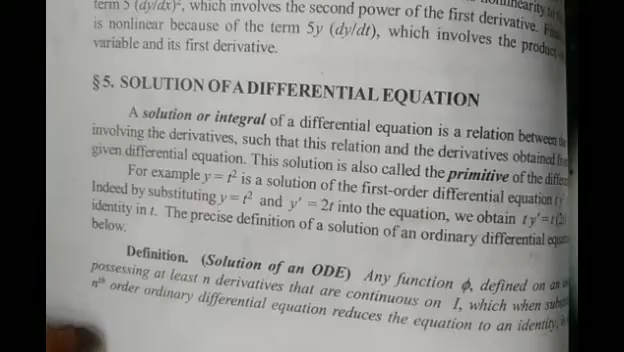 term 5 (dy/dx)², which involves the second power of the first derivative.
is nonlinear because of the term 5y (dy/dt), which involves the product
variable and its first derivative.
§5. SOLUTION OF A DIFFERENTIAL EQUATION
A solution or integral of a differential equation is a relation between
involving the derivatives, such that this relation and the derivatives obtained
given differential equation. This solution is also called the primitive of the
For example y = t² is a solution of the first-order differential equation
Indeed by substituting y = t² and y′ = 2t into the equation, we obtain ty′ = t(2t
identity in t. The precise definition of a solution of an ordinary differential
below.
Definition. (Solution of an ODE) Any function ϕ, defined on an
possessing at least n derivatives that are continuous on I, which when
nth order ordinary differential equation reduces the equation to an identity,